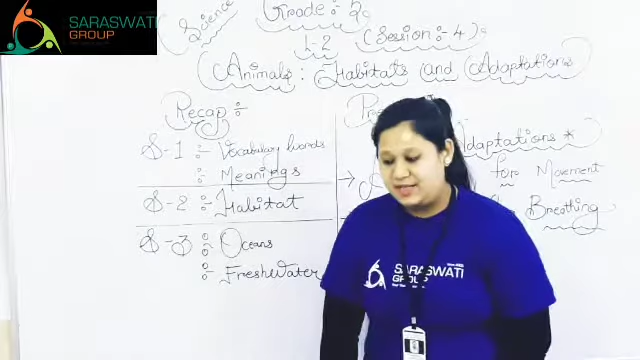 SARASWATI
GROUP
Science
Grade :- 5
L-2 (Session :- 4)
Animals : Habitats and Adaptations
Recap :-
S-1 :- Vocabulary words
:- Meanings
S-2 :- Habitat
S-3 :- Oceans
:- Freshwater
Adaptations *
for Movement
Breathing
SARASWATI
GROUP